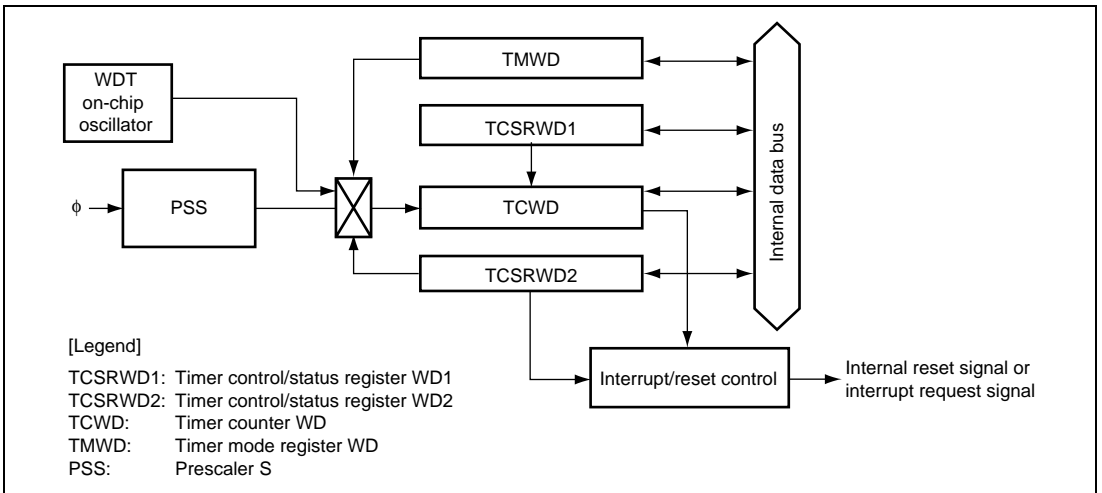 TMWD
WDT
on-chip
oscillator
TCSRWD1
Internal data bus
φ
PSS
TCWD
TCSRWD2
[Legend]
TCSRWD1: Timer control/status register WD1
TCSRWD2: Timer control/status register WD2
TCWD: Timer counter WD
TMWD: Timer mode register WD
PSS: Prescaler S
Interrupt/reset control
Internal reset signal or
interrupt request signal